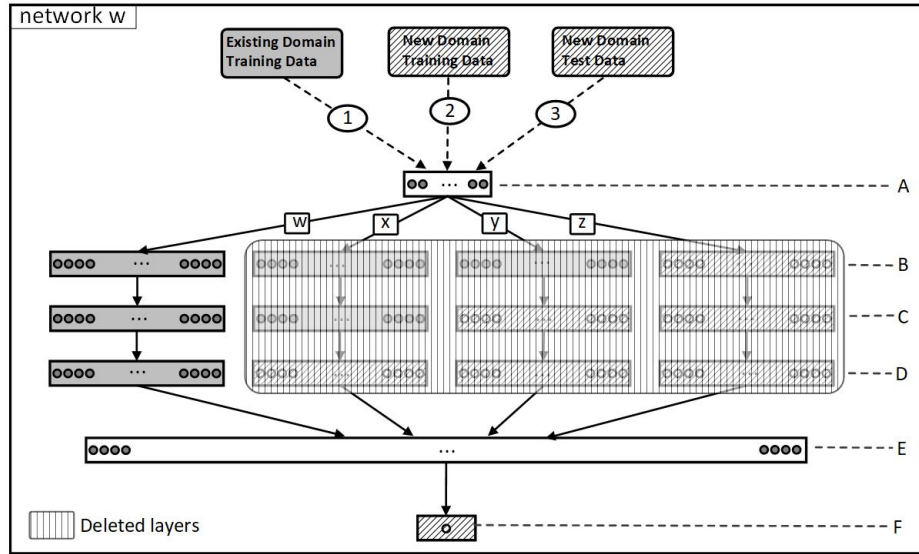 network w
Existing Domain
Training Data
New Domain
Training Data
New Domain
Test Data
1
2
3
...
A
w
x
y
z
... ... ... ...
B
... ... ... ...
C
... .... ... ...
D
...
E
F
Deleted layers